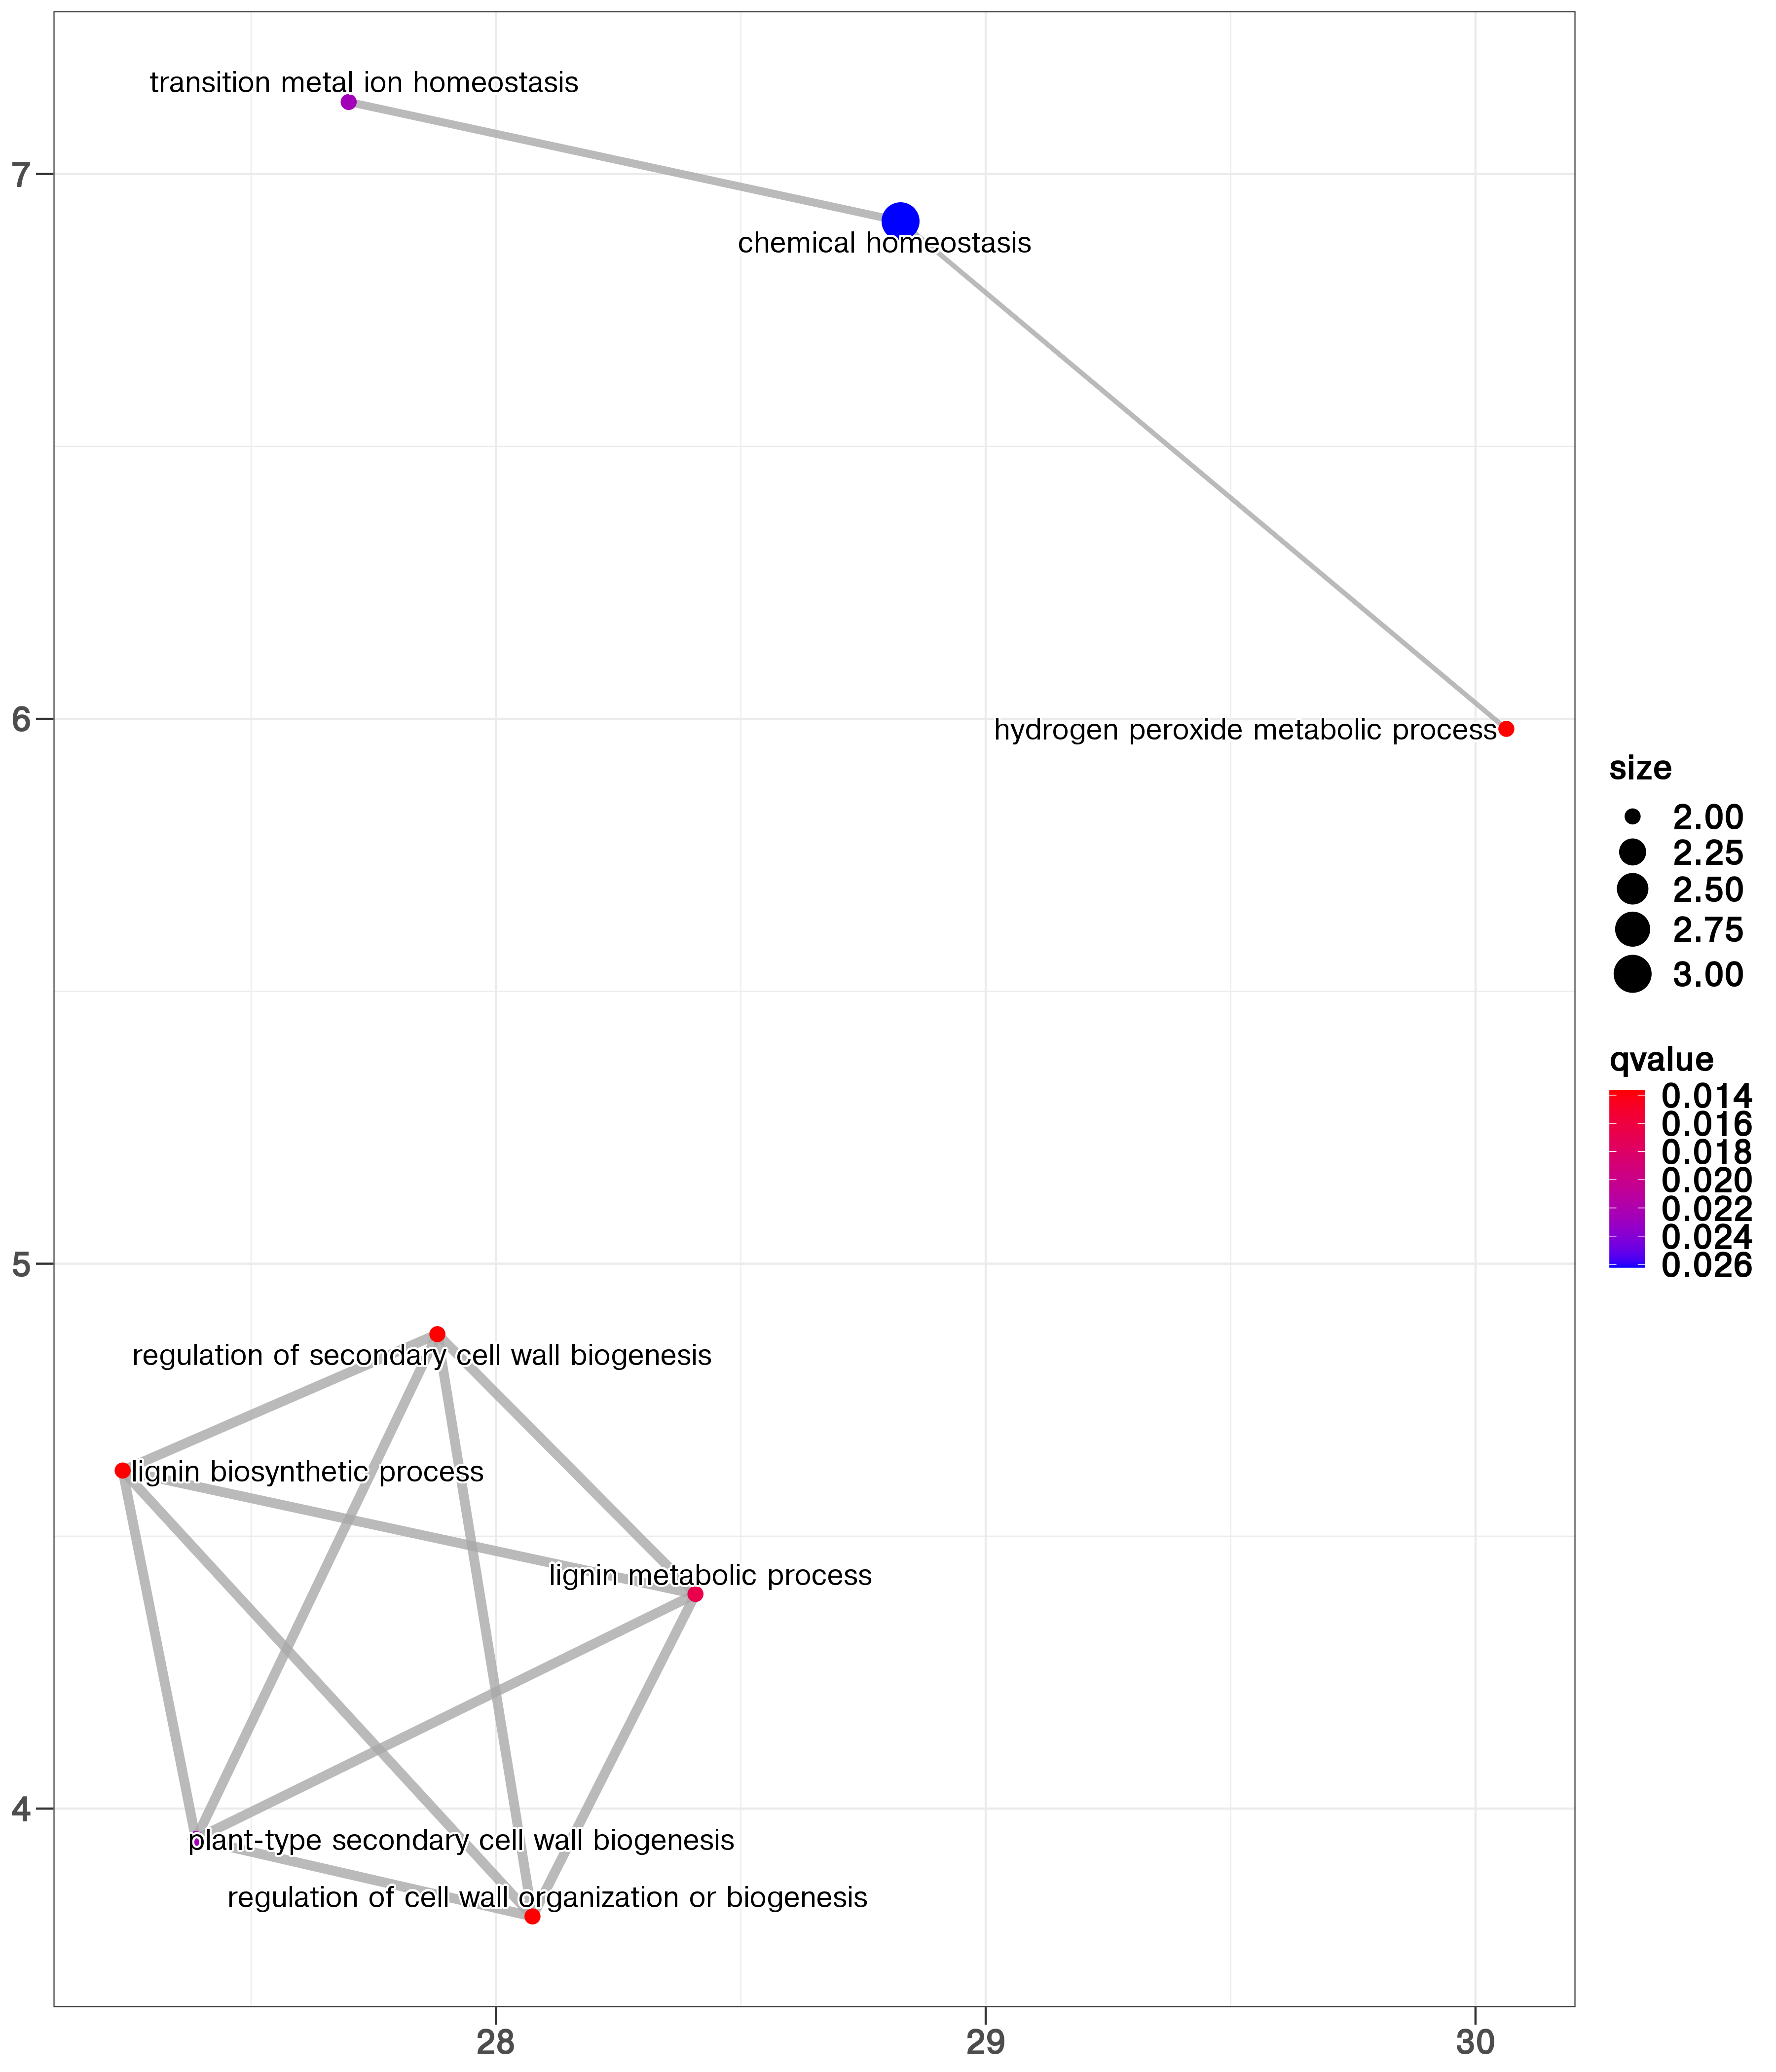 transition metal ion homeostasis
7
chemical homeostasis
6
hydrogen peroxide metabolic process
size
2.00
2.25
2.50
2.75
3.00
qvalue
0.014
0.016
0.018
0.020
0.022
0.024
0.026
5
regulation of secondary cell wall biogenesis
lignin biosynthetic process
lignin metabolic process
4
plant-type secondary cell wall biogenesis
regulation of cell wall organization or biogenesis
28
29
30